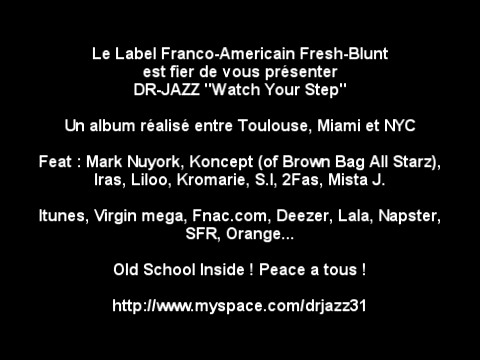 Le Label Franco-Americain Fresh-Blunt
est fier de vous présenter
DR-JAZZ "Watch Your Step"
Un album réalisé entre Toulouse, Miami et NYC
Feat : Mark Nuyork, Koncept (of Brown Bag All Starz),
Iras, Liloo, Kromarie, S.I, 2Fas, Mista J.
Itunes, Virgin mega, Fnac.com, Deezer, Lala, Napster,
SFR, Orange...
Old School Inside ! Peace a tous !
http://www.myspace.com/drjazz31